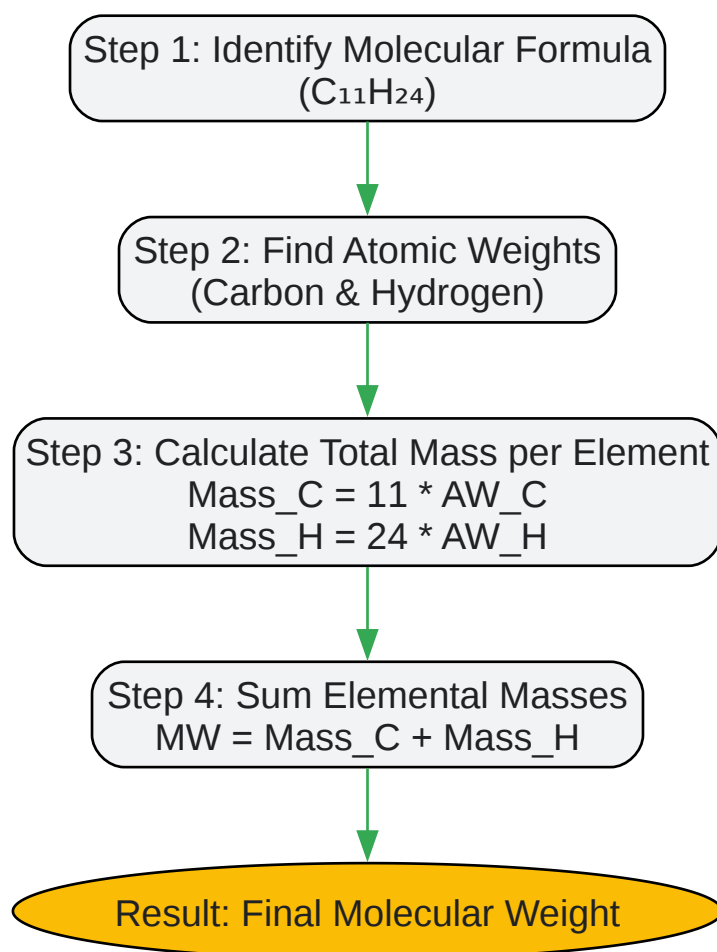 Step 1: Identify Molecular Formula
(C₁₁H₂₄)
Step 2: Find Atomic Weights
(Carbon & Hydrogen)
Step 3: Calculate Total Mass per Element
Mass_C = 11 * AW_C
Mass_H = 24 * AW_H
Step 4: Sum Elemental Masses
MW = Mass_C + Mass_H
Result: Final Molecular Weight